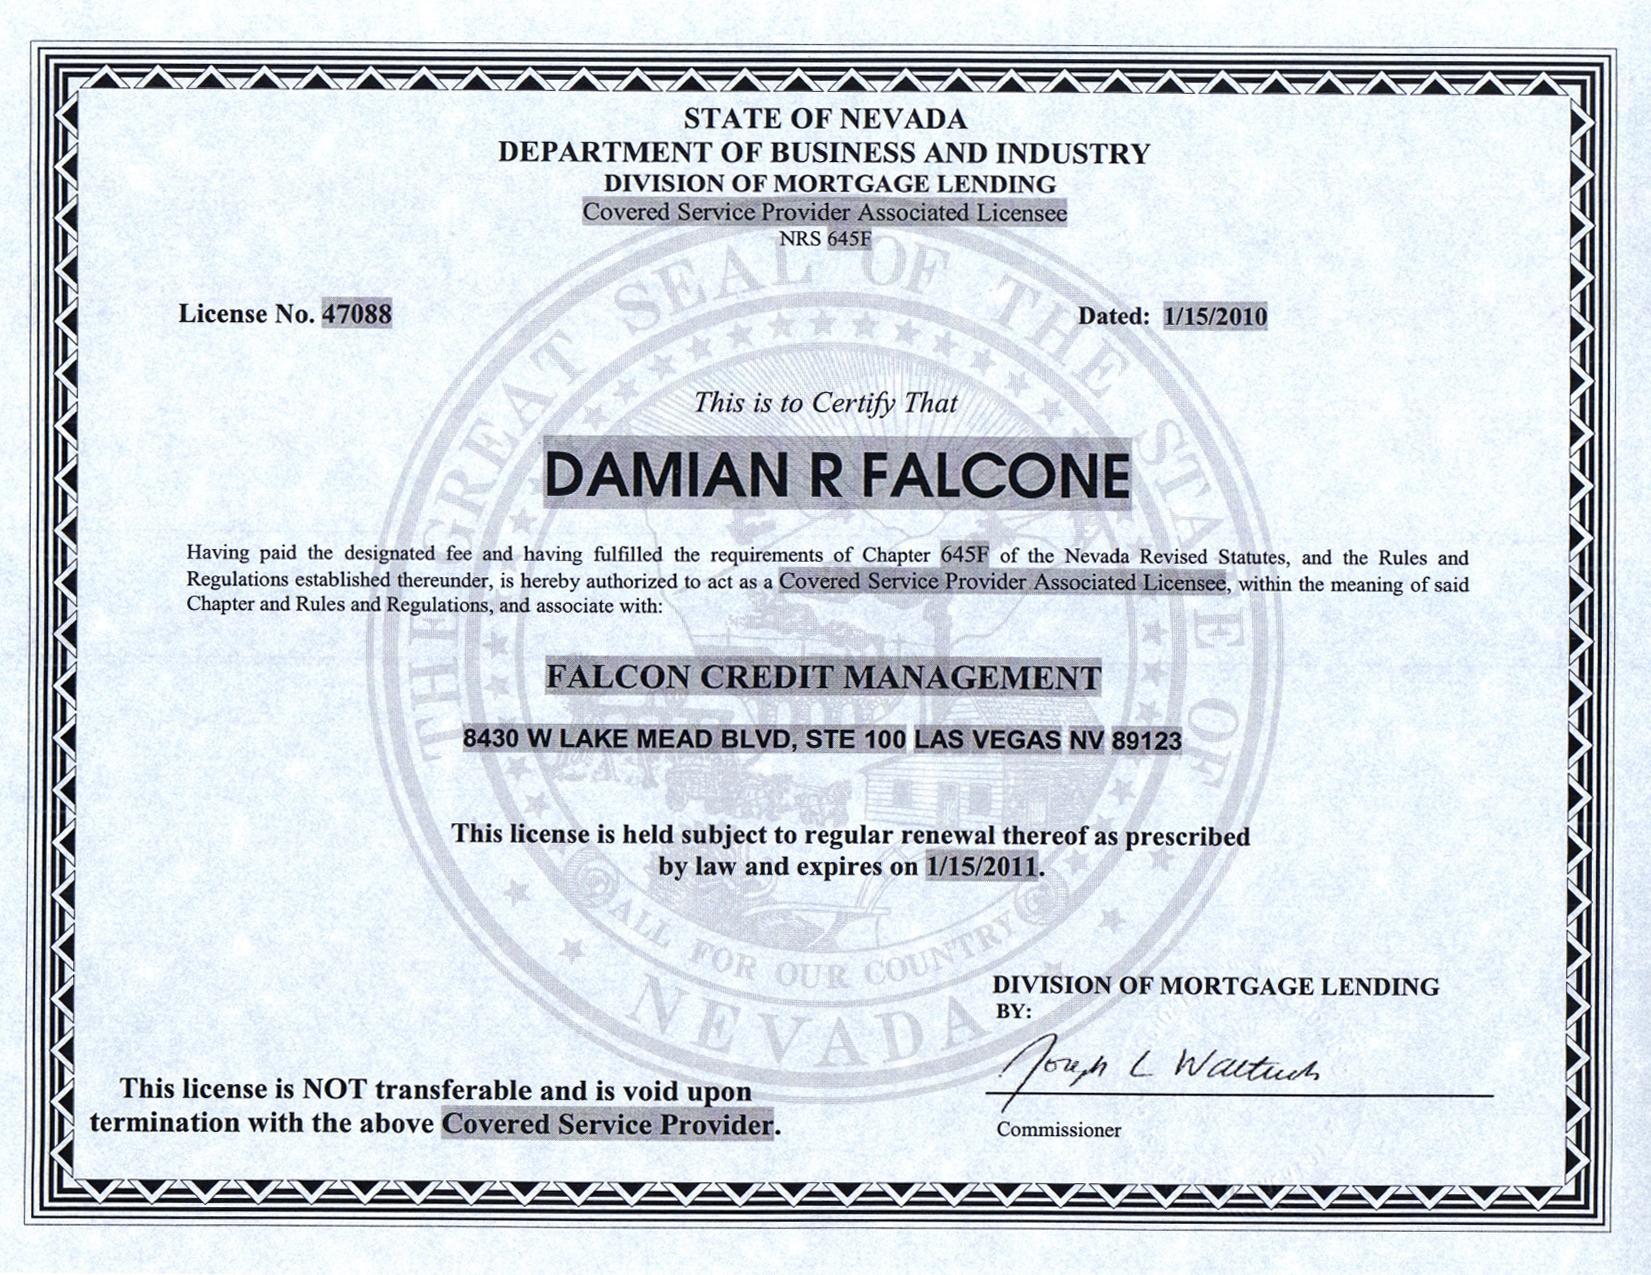 STATE OF NEVADA
DEPARTMENT OF BUSINESS AND INDUSTRY
DIVISION OF MORTGAGE LENDING
Covered Service Provider Associated Licensee
NRS 645F
License No. 47088
Dated: 1/15/2010
This is to Certify That
DAMIAN R FALCONE
Having paid the designated fee and having fulfilled the requirements of Chapter 645F of the Nevada Revised Statutes, and the Rules and
Regulations established thereunder, is hereby authorized to act as a Covered Service Provider Associated Licensee, within the meaning of said
Chapter and Rules and Regulations, and associate with:
FALCON CREDIT MANAGEMENT
8430 W LAKE MEAD BLVD, STE 100 LAS VEGAS NV 89123
This license is held subject to regular renewal thereof as prescribed
by law and expires on 1/15/2011.
DIVISION OF MORTGAGE LENDING
BY:
Joseph L Waltuch
Commissioner
This license is NOT transferable and is void upon
termination with the above Covered Service Provider.
THE GREAT SEAL OF THE STATE OF
NEVADA
ALL FOR OUR COUNTRY